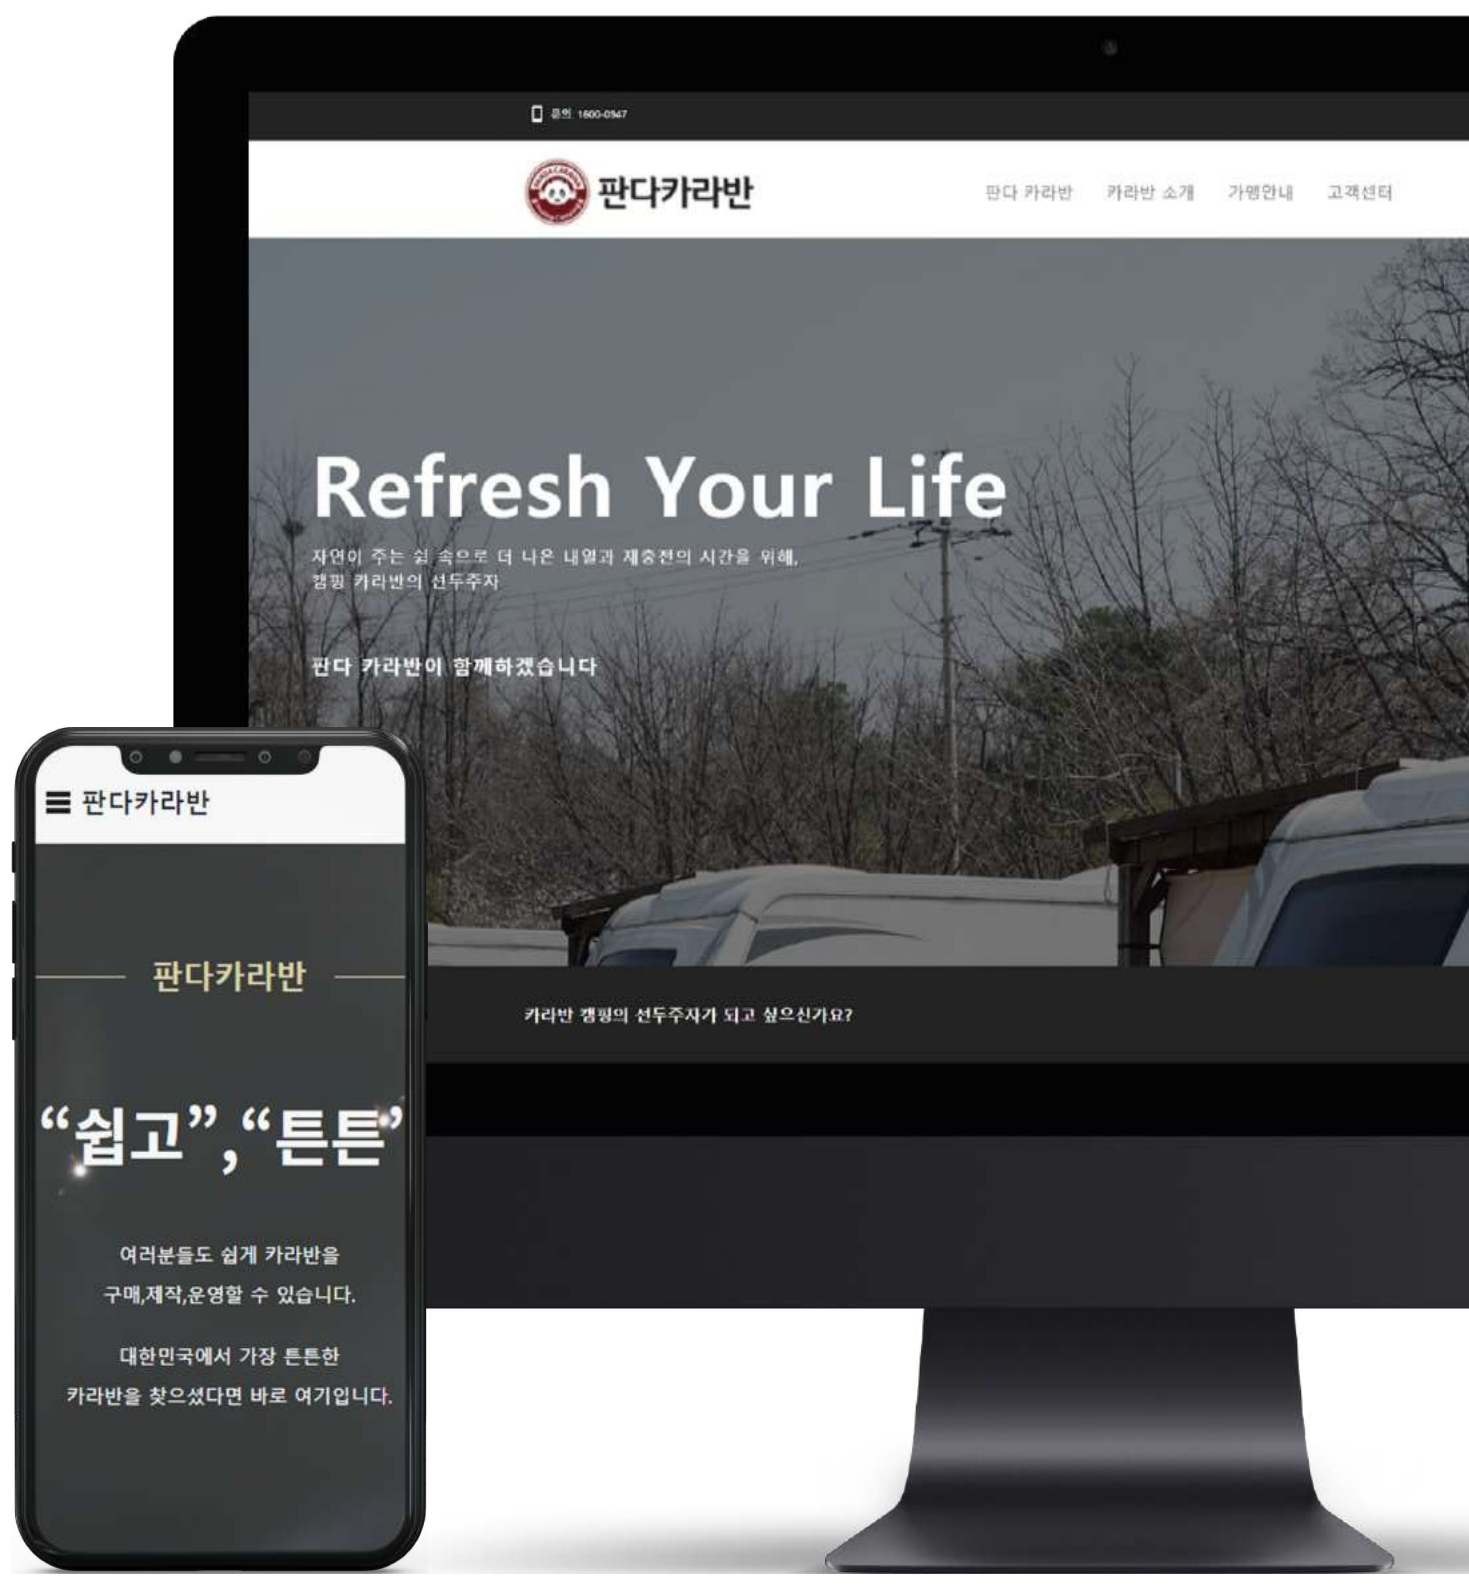 문의: 1600-0947
판다카라반
판다 카라반 카라반 소개 가맹안내 고객센터
Refresh Your Life
자연이 주는 쉼 속으로 더 나은 내일과 재충전의 시간을 위해,
캠핑 카라반의 선두주자
판다 카라반이 함께하겠습니다
카라반 캠핑의 선두주자가 되고 싶으신가요?
판다카라반
판다카라반
“쉽고”,“튼튼”
여러분들도 쉽게 카라반을
구매,제작,운영할 수 있습니다.
대한민국에서 가장 튼튼한
카라반을 찾으셨다면 바로 여기입니다.